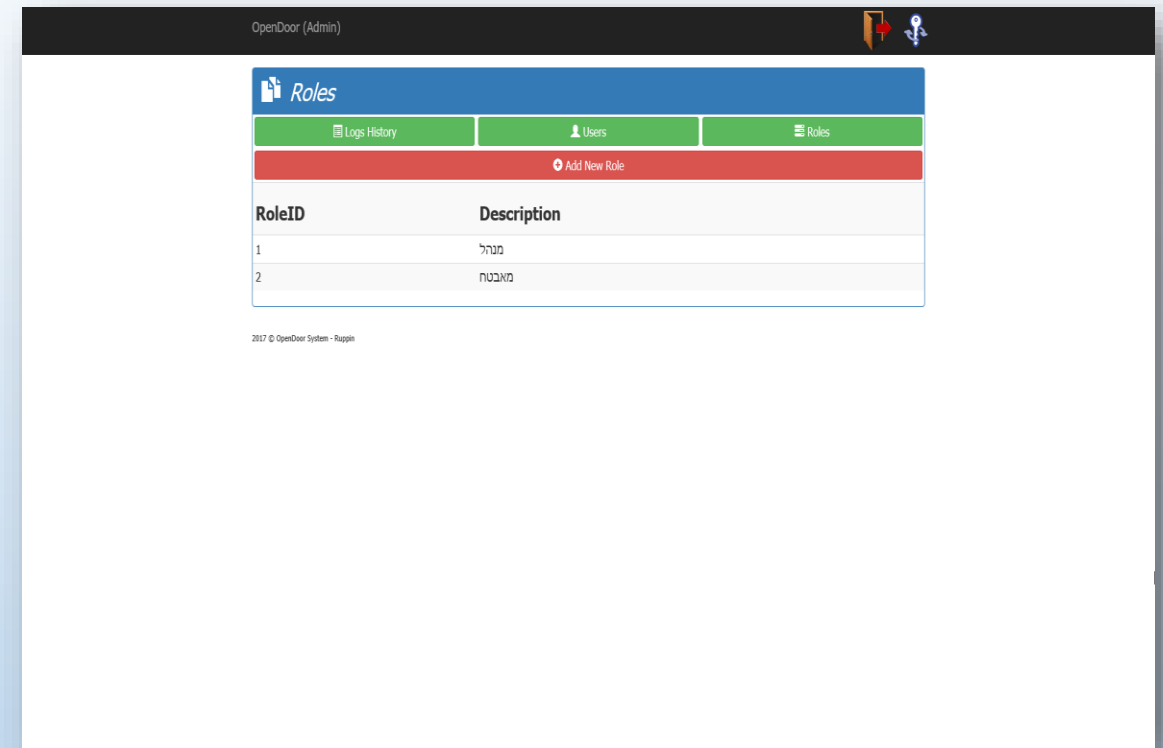 OpenDoor (Admin)
Roles
Logs History Users Roles
Add New Role
RoleID Description
1 מנהל
2 מאבטח
2017 © OpenDoor System - Ruppin